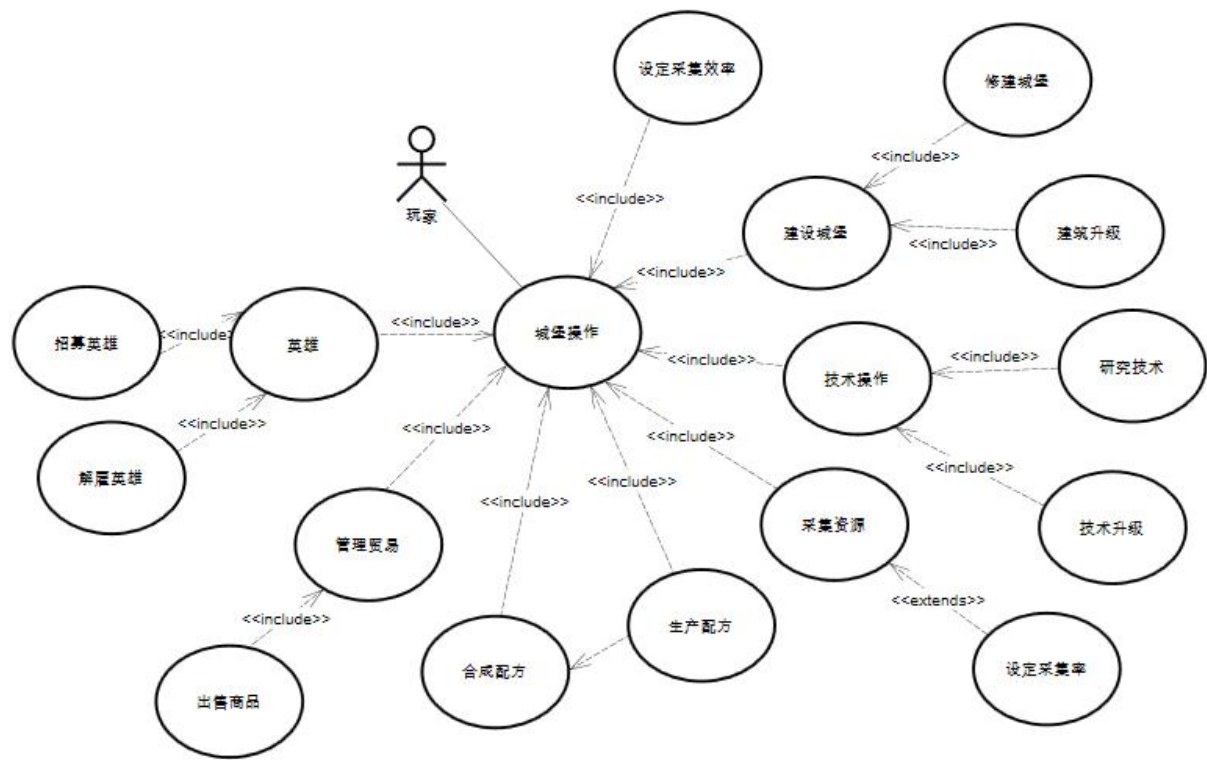 设定采集效率
修建城堡
<<include>>
玩家
<<include>>
建设城堡
<<include>>
建筑升级
<<include>>
招募英雄
<<include>>
英雄
<<include>>
城堡操作
<<include>>
技术操作
<<include>>
研究技术
解雇英雄
<<include>>
<<include>>
<<include>>
<<include>>
管理贸易
<<include>>
<<include>>
采集资源
技术升级
<<include>>
出售商品
合成配方
生产配方
<<extends>>
设定采集率